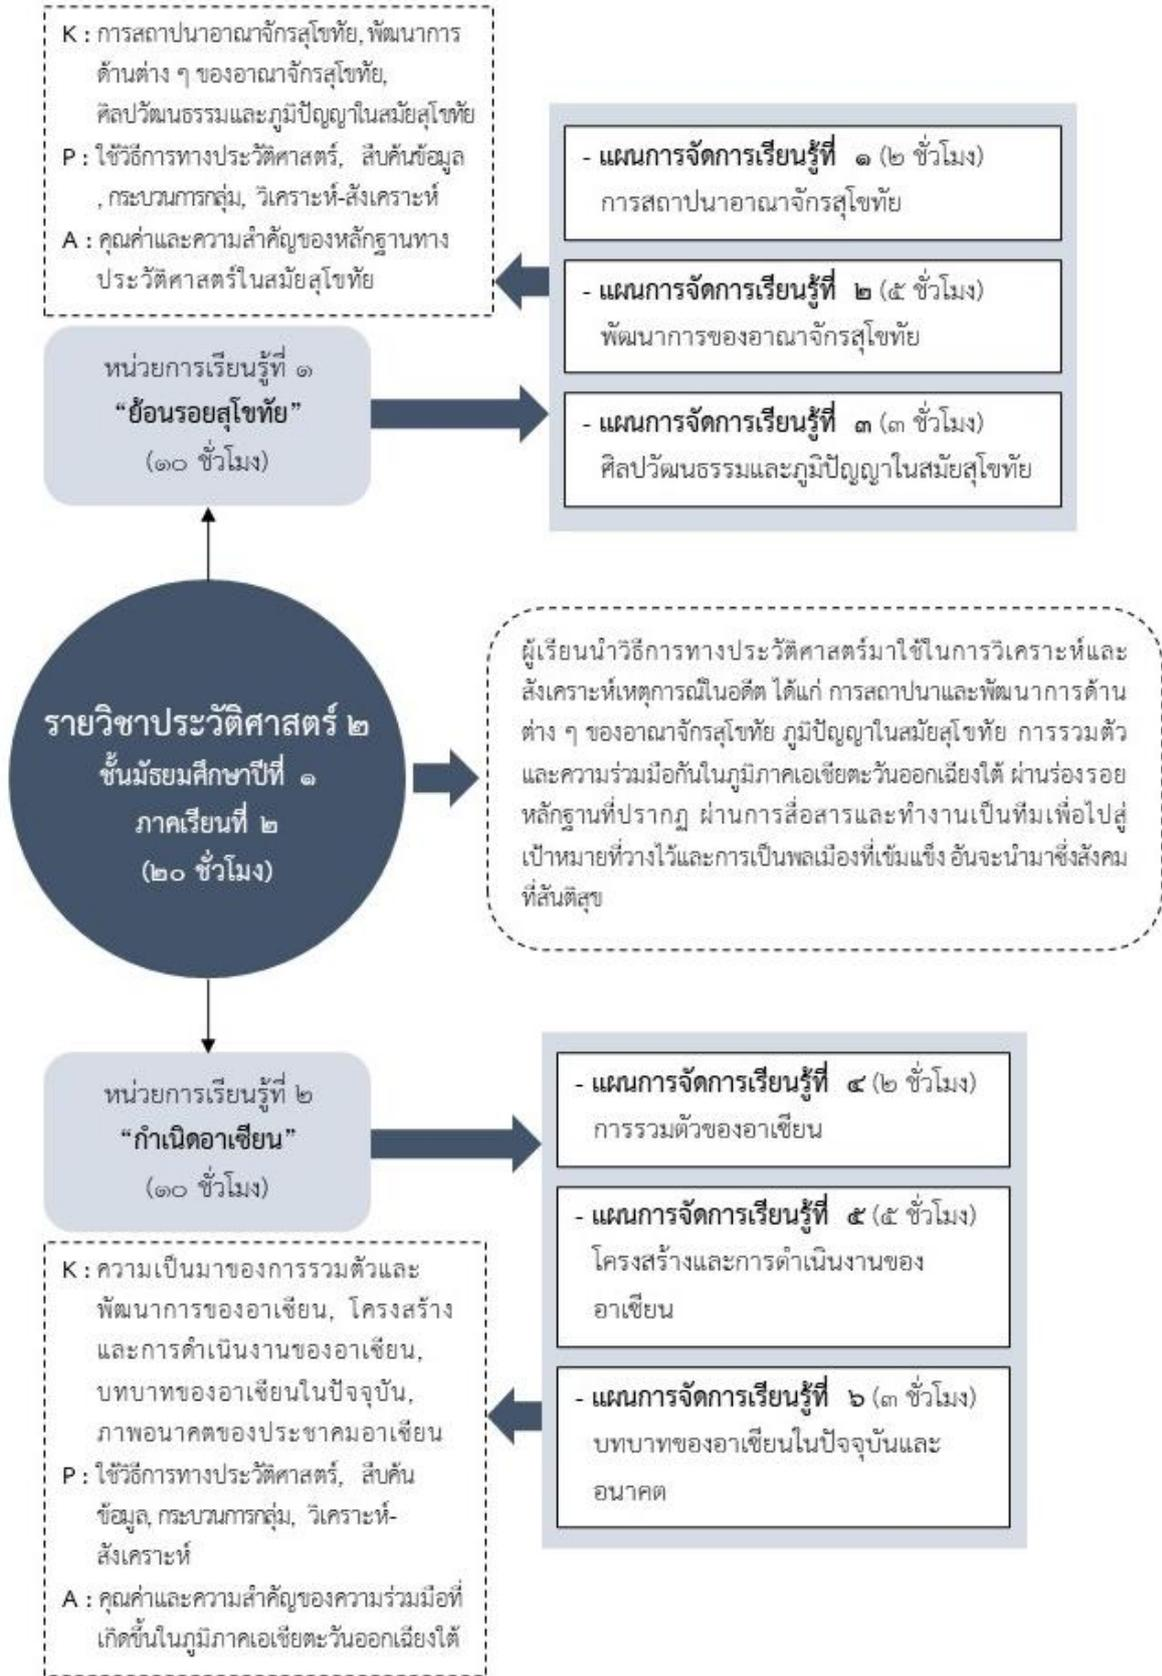 K : การสถาปนาอาณาจักรสุโขทัย, พัฒนาการ
ด้านต่าง ๆ ของอาณาจักรสุโขทัย,
ศิลปวัฒนธรรมและภูมิปัญญาในสมัยสุโขทัย
P : ใช้วิธีการทางประวัติศาสตร์, สืบค้นข้อมูล
, กระบวนการกลุ่ม, วิเคราะห์-สังเคราะห์
A : คุณค่าและความสำคัญของหลักฐานทาง
ประวัติศาสตร์ในสมัยสุโขทัย
- แผนการจัดการเรียนรู้ที่ ๑ (๒ ชั่วโมง)
การสถาปนาอาณาจักรสุโขทัย
- แผนการจัดการเรียนรู้ที่ ๒ (๕ ชั่วโมง)
พัฒนาการของอาณาจักรสุโขทัย
- แผนการจัดการเรียนรู้ที่ ๓ (๓ ชั่วโมง)
ศิลปวัฒนธรรมและภูมิปัญญาในสมัยสุโขทัย
หน่วยการเรียนรู้ที่ ๑
“ย้อนรอยสุโขทัย”
(๑๐ ชั่วโมง)
รายวิชาประวัติศาสตร์ ๒
ชั้นมัธยมศึกษาปีที่ ๑
ภาคเรียนที่ ๒
(๒๐ ชั่วโมง)
ผู้เรียนนำวิธีการทางประวัติศาสตร์มาใช้ในการวิเคราะห์และ
สังเคราะห์เหตุการณ์ในอดีต ได้แก่ การสถาปนาและพัฒนาการด้าน
ต่าง ๆ ของอาณาจักรสุโขทัย ภูมิปัญญาในสมัยสุโขทัย การรวมตัว
และความร่วมมือกันในภูมิภาคเอเชียตะวันออกเฉียงใต้ ผ่านร่องรอย
หลักฐานที่ปรากฏ ผ่านการสื่อสารและทำงานเป็นทีมเพื่อไปสู่
เป้าหมายที่วางไว้และการเป็นพลเมืองที่เข้มแข็ง อันจะนำมาซึ่งสังคม
ที่สันติสุข
หน่วยการเรียนรู้ที่ ๒
“กำเนิดอาเซียน”
(๑๐ ชั่วโมง)
- แผนการจัดการเรียนรู้ที่ ๔ (๒ ชั่วโมง)
การรวมตัวของอาเซียน
- แผนการจัดการเรียนรู้ที่ ๕ (๕ ชั่วโมง)
โครงสร้างและการดำเนินงานของ
อาเซียน
- แผนการจัดการเรียนรู้ที่ ๖ (๓ ชั่วโมง)
บทบาทของอาเซียนในปัจจุบันและ
อนาคต
K : ความเป็นมาของการรวมตัวและ
พัฒนาการของอาเซียน, โครงสร้าง
และการดำเนินงานของอาเซียน,
บทบาทของอาเซียนในปัจจุบัน,
ภาพอนาคตของประชาคมอาเซียน
P : ใช้วิธีการทางประวัติศาสตร์, สืบค้น
ข้อมูล, กระบวนการกลุ่ม, วิเคราะห์-
สังเคราะห์
A : คุณค่าและความสำคัญของความร่วมมือที่
เกิดขึ้นในภูมิภาคเอเชียตะวันออกเฉียงใต้